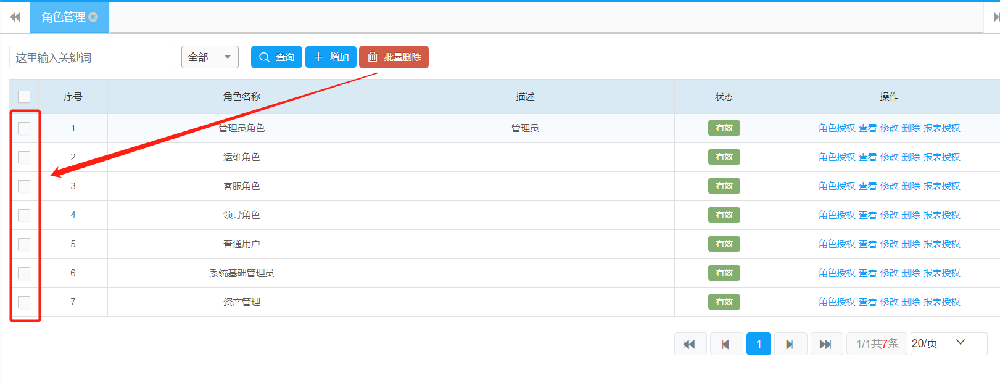 角色管理
这里输入关键词 全部 查询 增加 批量删除
序号 角色名称 描述 状态 操作
1 管理员角色 管理员 有效 角色授权 查看 修改 删除 报表授权
2 运维角色 有效 角色授权 查看 修改 删除 报表授权
3 客服角色 有效 角色授权 查看 修改 删除 报表授权
4 领导角色 有效 角色授权 查看 修改 删除 报表授权
5 普通用户 有效 角色授权 查看 修改 删除 报表授权
6 系统基础管理员 有效 角色授权 查看 修改 删除 报表授权
7 资产管理 有效 角色授权 查看 修改 删除 报表授权
1 1/1共7条 20/页